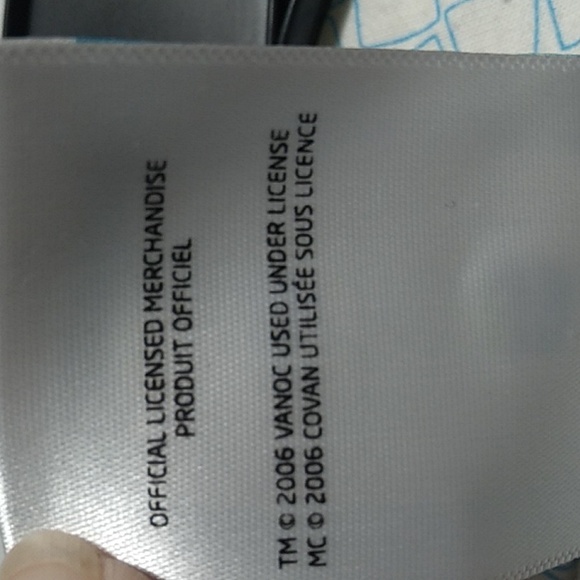 OFFICIAL LICENSED MERCHANDISE
PRODUIT OFFICIEL
TM © 2006 VANOC USED UNDER LICENSE
MC © 2006 COVAN UTILISÉE SOUS LICENCE